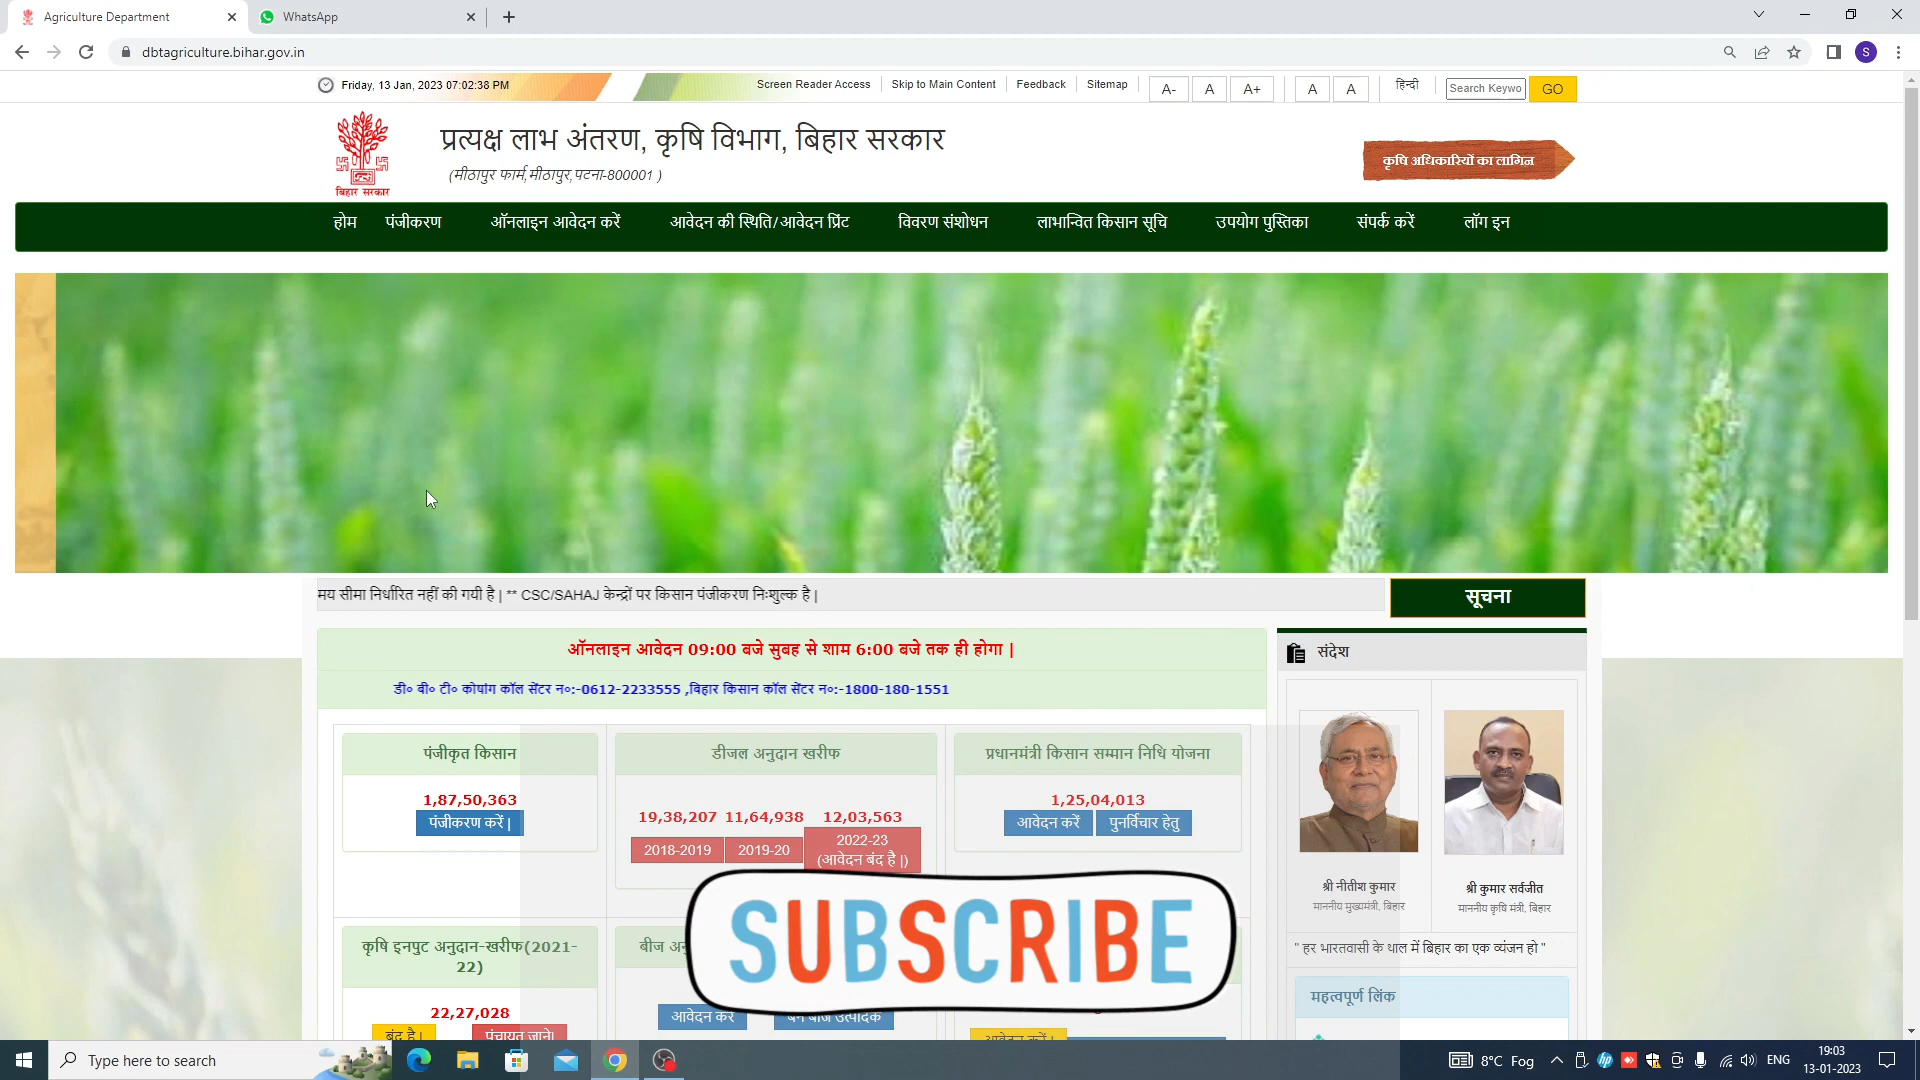 Agriculture Department
WhatsApp
dbtagriculture.bihar.gov.in
S
Friday, 13 Jan, 2023 07:02:38 PM
Screen Reader Access
Skip to Main Content
Feedback
Sitemap
A-
A
A+
A
A
हिन्दी
Search Keywo
GO
बिहार सरकार
प्रत्यक्ष लाभ अंतरण, कृषि विभाग, बिहार सरकार
(मीठापुर फार्म,मीठापुर,पटना-800001 )
कृषि अधिकारियों का लागिन
होम
पंजीकरण
ऑनलाइन आवेदन करें
आवेदन की स्थिति/आवेदन प्रिंट
विवरण संशोधन
लाभान्वित किसान सूचि
उपयोग पुस्तिका
संपर्क करें
लॉग इन
मय सीमा निर्धारित नहीं की गयी है | ** CSC/SAHAJ केन्द्रों पर किसान पंजीकरण निःशुल्क है |
सूचना
ऑनलाइन आवेदन 09:00 बजे सुबह से शाम 6:00 बजे तक ही होगा |
डी० बी० टी० कोषांग कॉल सेंटर न०:-0612-2233555 ,बिहार किसान कॉल सेंटर न०:-1800-180-1551
संदेश
पंजीकृत किसान
1,87,50,363
पंजीकरण करें |
डीजल अनुदान खरीफ
19,38,207 11,64,938 12,03,563
2018-2019
2019-20
2022-23
(आवेदन बंद है |)
प्रधानमंत्री किसान सम्मान निधि योजना
1,25,04,013
आवेदन करें
पुनर्विचार हेतु
श्री नीतीश कुमार
माननीय मुख्यमंत्री, बिहार
श्री कुमार सर्वजीत
माननीय कृषि मंत्री, बिहार
" हर भारतवासी के थाल में बिहार का एक व्यंजन हो "
महत्वपूर्ण लिंक
कृषि इनपुट अनुदान-खरीफ(2021-
22)
22,27,028
बंद है |
पंचायत जाने|
बीज
SUBSCRIBE
आवेदन करें
बने बीज उत्पादक
आवेदन करें |
Type here to search
8°C Fog
ENG
19:03
13-01-2023